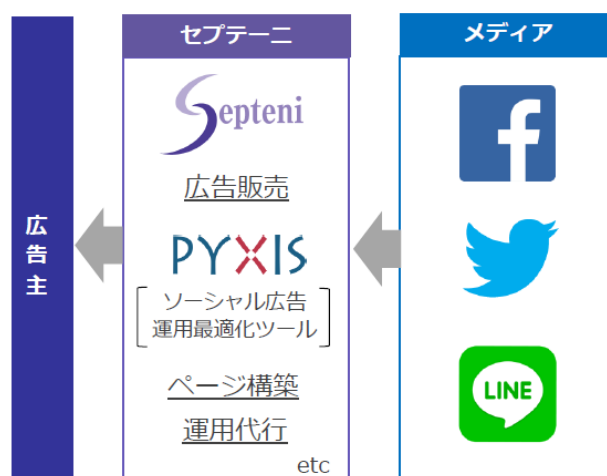 セプテーニ
メディア
Septeni
広告販売
広告主
PYXIS
ソーシャル広告
運用最適化ツール
ページ構築
運用代行
etc
f
LINE